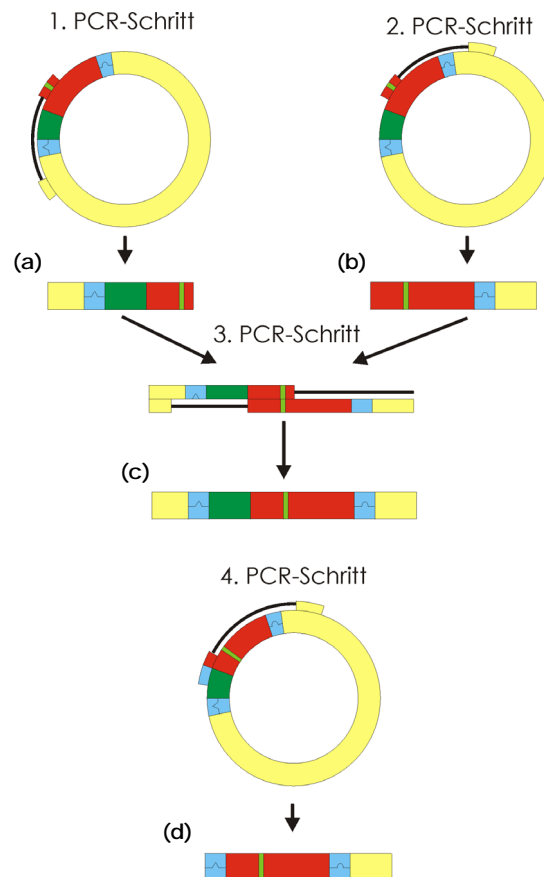 1. PCR-Schritt
2. PCR-Schritt
(a)
(b)
3. PCR-Schritt
(c)
4. PCR-Schritt
(d)